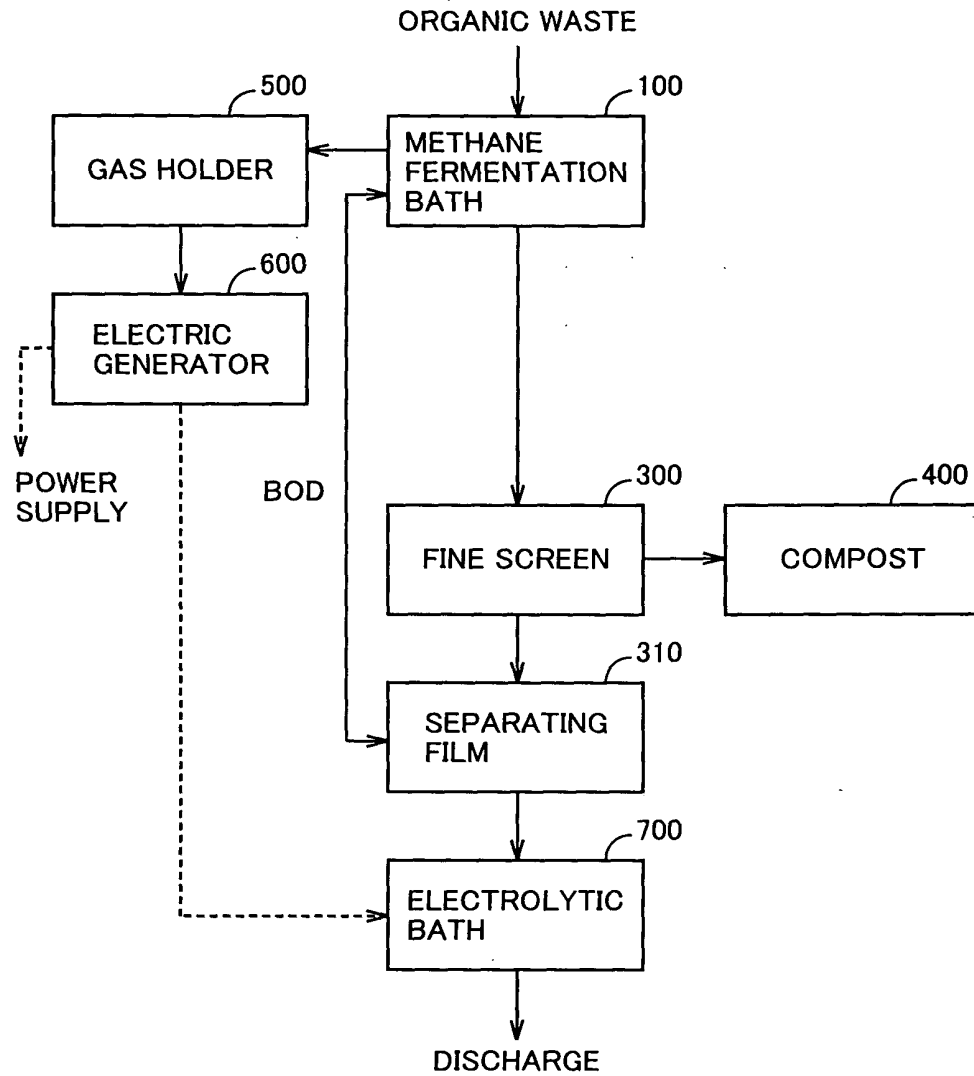 ORGANIC WASTE
500
100
GAS HOLDER
METHANE
FERMENTATION
BATH
600
ELECTRIC
GENERATOR
POWER
SUPPLY
BOD
300
400
FINE SCREEN
COMPOST
310
SEPARATING
FILM
700
ELECTROLYTIC
BATH
DISCHARGE